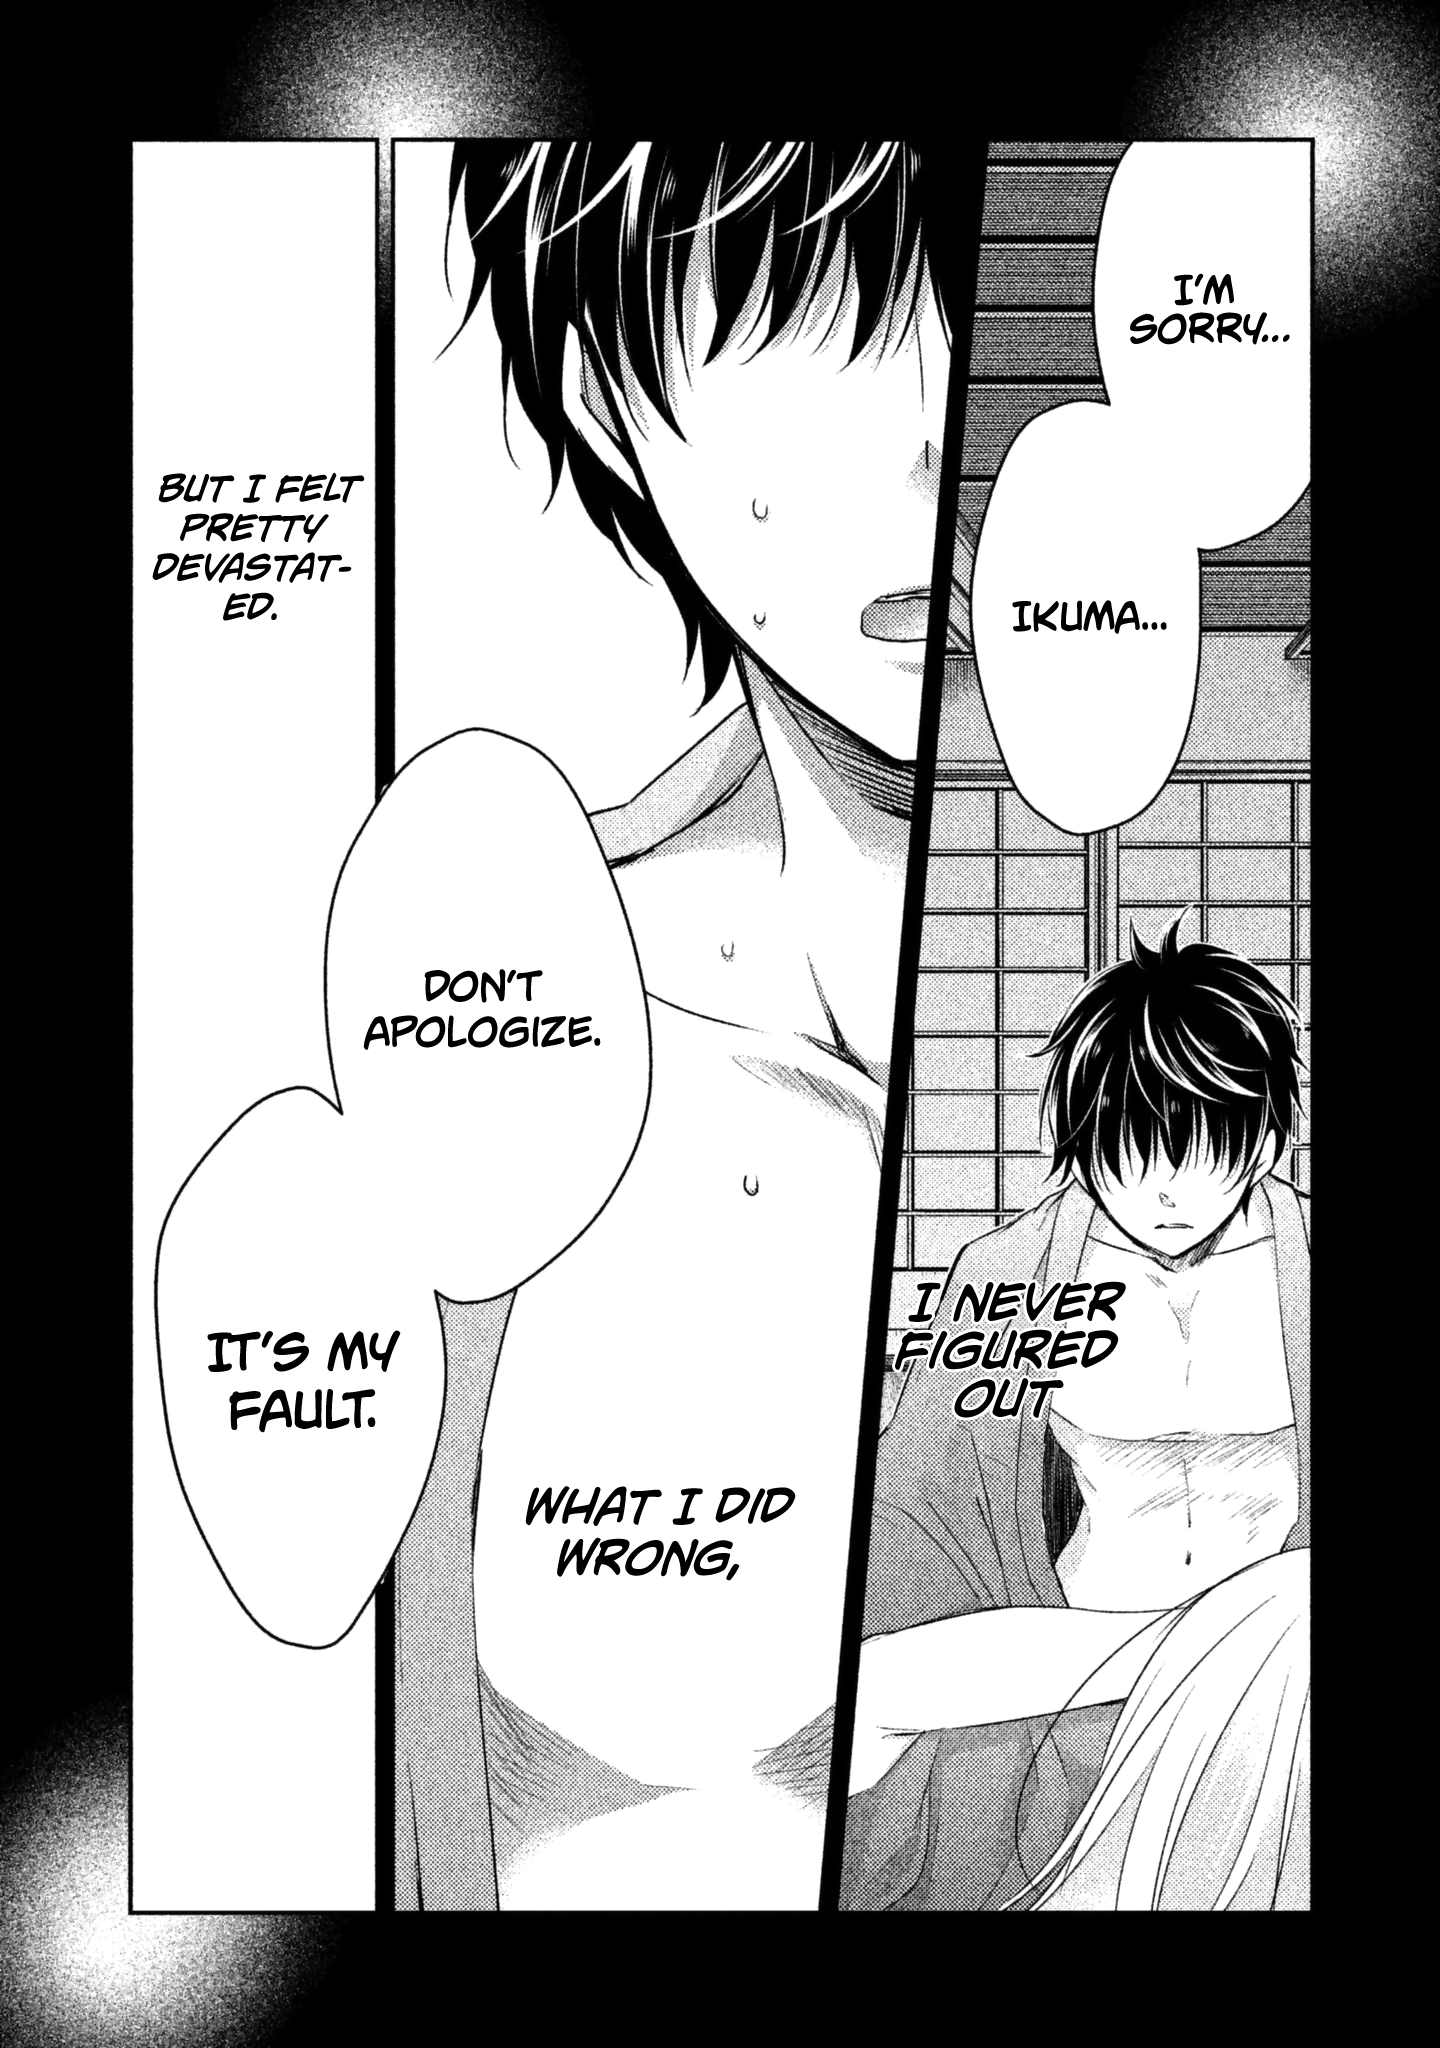 I'M
SORRY...
IKUMA...
I NEVER
FIGURED
OUT
DON'T
APOLOGIZE.
IT'S MY
FAULT.
WHAT I DID
WRONG,
BUT I FELT
PRETTY
DEVASTAT-
ED.